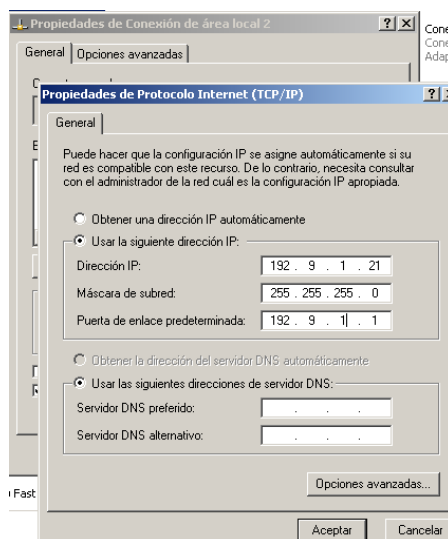 Propiedades de Conexión de área local 2
General
Opciones avanzadas
Propiedades de Protocolo Internet (TCP/IP)
General
Puede hacer que la configuración IP se asigne automáticamente si su
red es compatible con este recurso. De lo contrario, necesita consultar
con el administrador de la red cuál es la configuración IP apropiada.
Obtener una dirección IP automáticamente
Usar la siguiente dirección IP:
Dirección IP: 192 . 9 . 1 . 21
Máscara de subred: 255 . 255 . 255 . 0
Puerta de enlace predeterminada: 192 . 9 . 1 . 1
Obtener la dirección del servidor DNS automáticamente
Usar las siguientes direcciones de servidor DNS:
Servidor DNS preferido: . . .
Servidor DNS alternativo: . . .
Opciones avanzadas...
Fast
Aceptar
Cancelar